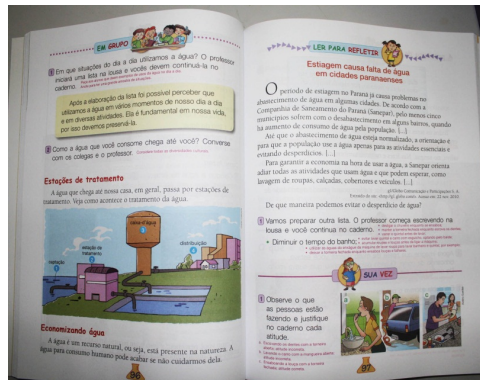 EM GRUPO
1 Em que situações do dia a dia utilizamos a água? O professor
iniciará uma lista na lousa e vocês devem continuá-la no
caderno.
Após a elaboração da lista foi possível perceber que
utilizamos a água em vários momentos de nosso dia a dia
e em diversas atividades. Ela é fundamental em nossa vida,
por isso devemos preservá-la.
2 Como a água que você consome chega até você? Converse
com os colegas e o professor.
Estações de tratamento
A água que chega até nossa casa, em geral, passa por estações de
tratamento. Veja como acontece o tratamento da água.
caixa-d'água
3
distribuição
4
estação de
tratamento
2
captação
1
Economizando água
A água é um recurso natural, ou seja, está presente na natureza. A
água para consumo humano pode acabar se não cuidarmos dela.
96
LER PARA REFLETIR
Estiagem causa falta de água
em cidades paranaenses
O período de estiagem no Paraná já causa problemas no
abastecimento de água em algumas cidades. De acordo com a
Companhia de Saneamento do Paraná (Sanepar), pelo menos cinco
municípios sofrem com o desabastecimento em alguns bairros, quando
há aumento de consumo de água pela população. [...]
Até que o abastecimento de água esteja normalizado, a orientação é
para que a população use a água apenas para as atividades essenciais e
evitando desperdícios. [...]
Para garantir a economia na hora de usar a água, a Sanepar orienta
adiar todas as atividades que usam água e que podem esperar, como
lavagem de roupas, calçadas, cobertores e veículos. [...]
De que maneira podemos evitar o desperdício de água?
1 Vamos preparar outra lista. O professor começa escrevendo na
lousa e você continua no caderno.
• Diminuir o tempo do banho;
SUA VEZ
1 Observe o que
as pessoas estão
fazendo e justifique
no caderno cada
atitude.
a
b
c
97